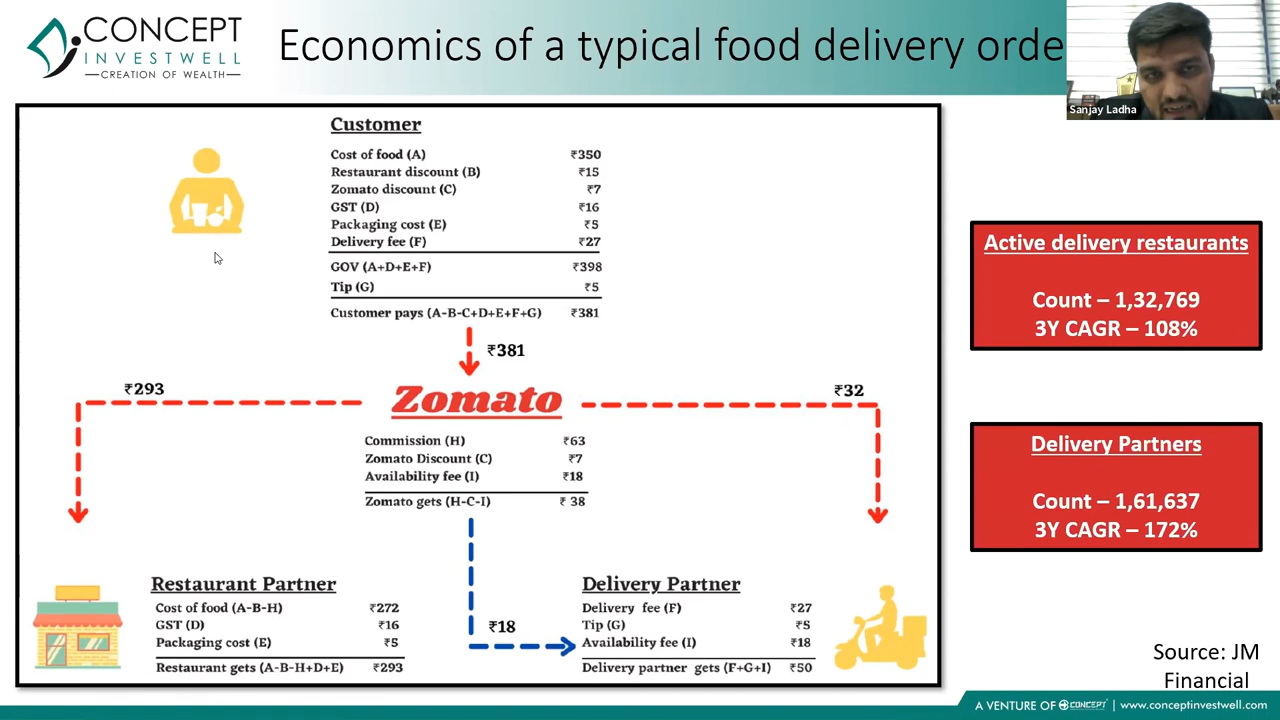 CONCEPT
INVESTWELL
CREATION OF WEALTH
Economics of a typical food delivery orde
Sanjay Ladha
Customer
Cost of food (A) ₹350
Restaurant discount (B) ₹15
Zomato discount (C) ₹7
GST (D) ₹16
Packaging cost (E) ₹5
Delivery fee (F) ₹27
GOV (A+D+E+F) ₹398
Tip (G) ₹5
Customer pays (A-B-C+D+E+F+G) ₹381
₹381
₹293
Zomato
₹32
Commission (H) ₹63
Zomato Discount (C) ₹7
Availability fee (I) ₹18
Zomato gets (H-C-I) ₹ 38
₹18
Restaurant Partner
Cost of food (A-B-H) ₹272
GST (D) ₹16
Packaging cost (E) ₹5
Restaurant gets (A-B-H+D+E) ₹293
Delivery Partner
Delivery fee (F) ₹27
Tip (G) ₹5
Availability fee (I) ₹18
Delivery partner gets (F+G+I) ₹50
Active delivery restaurants
Count – 1,32,769
3Y CAGR – 108%
Delivery Partners
Count – 1,61,637
3Y CAGR – 172%
Source: JM
Financial
A VENTURE OF CONCEPT | www.conceptinvestwell.com